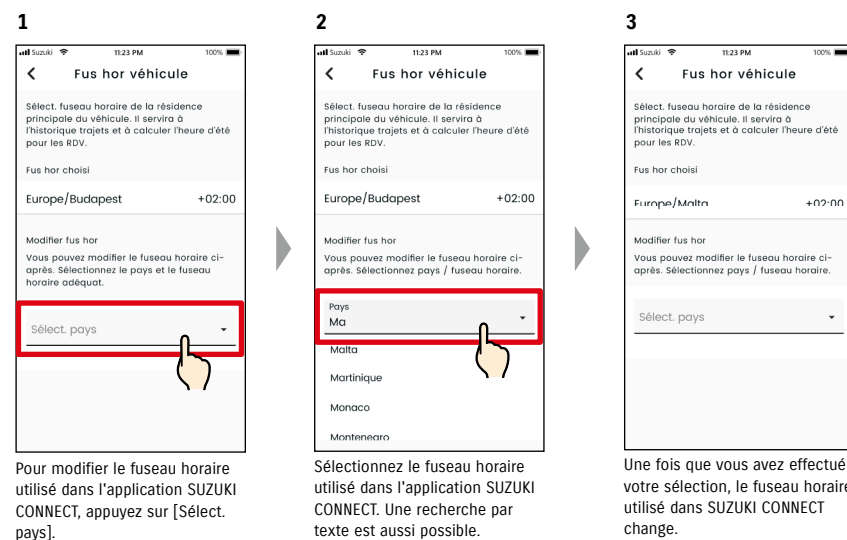 1
Suzuki 11:23 PM 100%
Fus hor véhicule
Sélect. fuseau horaire de la résidence
principale du véhicule. Il servira à
l'historique trajets et à calculer l'heure d'été
pour les RDV.
Fus hor choisi
Europe/Budapest +02:00
Modifier fus hor
Vous pouvez modifier le fuseau horaire ci-
après. Sélectionnez le pays et le fuseau
horaire adéquat.
Sélect. pays
Pour modifier le fuseau horaire
utilisé dans l'application SUZUKI
CONNECT, appuyez sur [Sélect.
pays].
2
Suzuki 11:23 PM 100%
Fus hor véhicule
Sélect. fuseau horaire de la résidence
principale du véhicule. Il servira à
l'historique trajets et à calculer l'heure d'été
pour les RDV.
Fus hor choisi
Europe/Budapest +02:00
Modifier fus hor
Vous pouvez modifier le fuseau horaire ci-
après. Sélectionnez pays / fuseau horaire.
Pays
Ma
Malta
Martinique
Monaco
Montenegro
Sélectionnez le fuseau horaire
utilisé dans l'application SUZUKI
CONNECT. Une recherche par
texte est aussi possible.
3
Suzuki 11:23 PM 100%
Fus hor véhicule
Sélect. fuseau horaire de la résidence
principale du véhicule. Il servira à
l'historique trajets et à calculer l'heure d'été
pour les RDV.
Fus hor choisi
Europe/Malta +02:00
Modifier fus hor
Vous pouvez modifier le fuseau horaire ci-
après. Sélectionnez pays / fuseau horaire.
Sélect. pays
Une fois que vous avez effectué
votre sélection, le fuseau horaire
utilisé dans SUZUKI CONNECT
change.